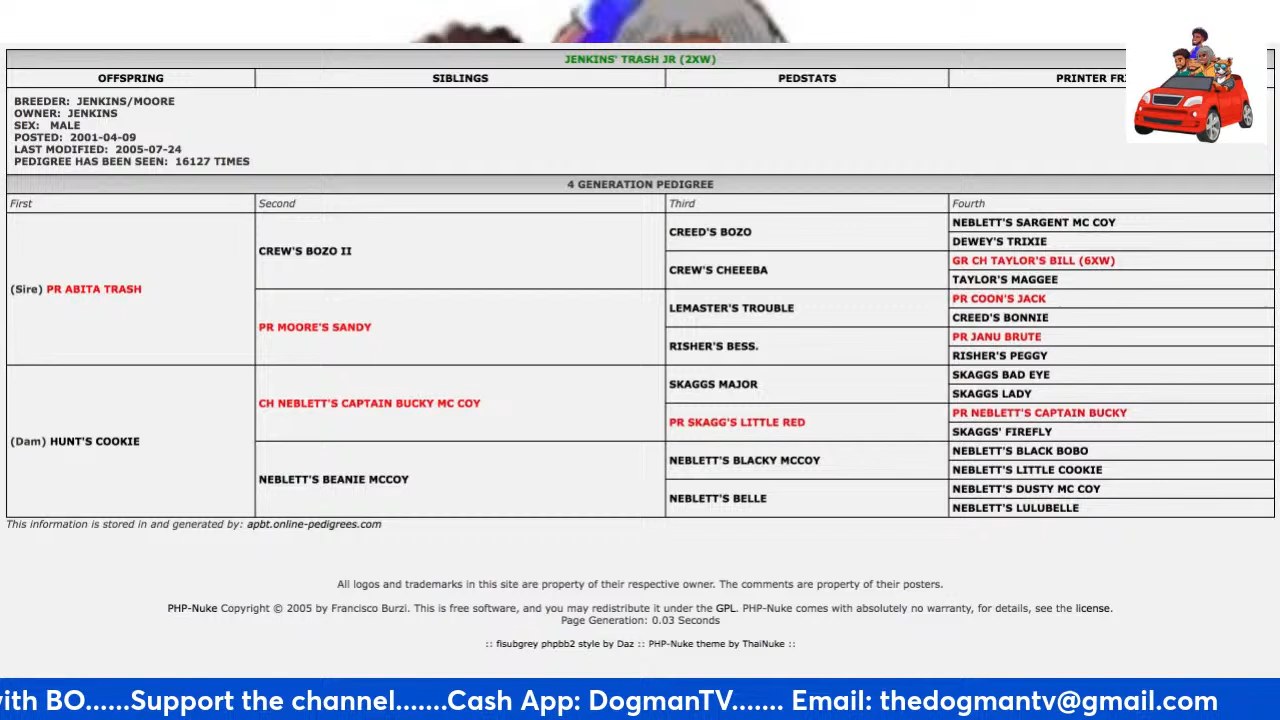 JENKINS' TRASH JR (2XW)
OFFSPRING SIBLINGS PEDSTATS PRINTER FRI
BREEDER: JENKINS/MOORE
OWNER: JENKINS
SEX: MALE
POSTED: 2001-04-09
LAST MODIFIED: 2005-07-24
PEDIGREE HAS BEEN SEEN: 16127 TIMES
4 GENERATION PEDIGREE
First Second Third Fourth
(Sire) PR ABITA TRASH
CREW'S BOZO II
PR MOORE'S SANDY
CREED'S BOZO
CREW'S CHEEEBA
LEMASTER'S TROUBLE
RISHER'S BESS.
NEBLETT'S SARGENT MC COY
DEWEY'S TRIXIE
GR CH TAYLOR'S BILL (6XW)
TAYLOR'S MAGGEE
PR COON'S JACK
CREED'S BONNIE
PR JANU BRUTE
RISHER'S PEGGY
(Dam) HUNT'S COOKIE
CH NEBLETT'S CAPTAIN BUCKY MC COY
NEBLETT'S BEANIE MCCOY
SKAGGS MAJOR
PR SKAGG'S LITTLE RED
NEBLETT'S BLACKY MCCOY
NEBLETT'S BELLE
SKAGGS BAD EYE
SKAGGS LADY
PR NEBLETT'S CAPTAIN BUCKY
SKAGGS' FIREFLY
NEBLETT'S BLACK BOBO
NEBLETT'S LITTLE COOKIE
NEBLETT'S DUSTY MC COY
NEBLETT'S LULUBELLE
This information is stored in and generated by: apbt.online-pedigrees.com
All logos and trademarks in this site are property of their respective owner. The comments are property of their posters.
PHP-Nuke Copyright © 2005 by Francisco Burzi. This is free software, and you may redistribute it under the GPL. PHP-Nuke comes with absolutely no warranty, for details, see the license.
Page Generation: 0.03 Seconds
:: fisubgrey phpbb2 style by Daz :: PHP-Nuke theme by ThaiNuke ::
with BO......Support the channel.......Cash App: DogmanTV....... Email: thedogmantv@gmail.com